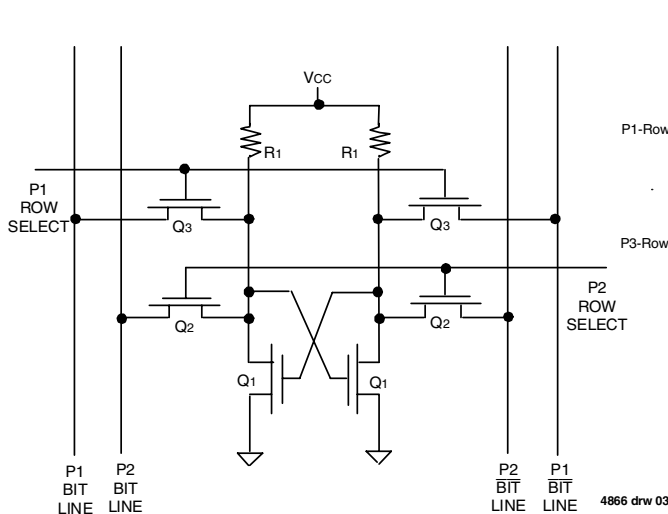 VCC
R1
R1
P1-Row
P1
ROW
SELECT
Q3
Q3
P3-Row
P2
ROW
SELECT
Q2
Q2
Q1
Q1
P1
BIT
LINE
P2
BIT
LINE
P2
BIT
LINE
P1
BIT
LINE
4866 drw 03